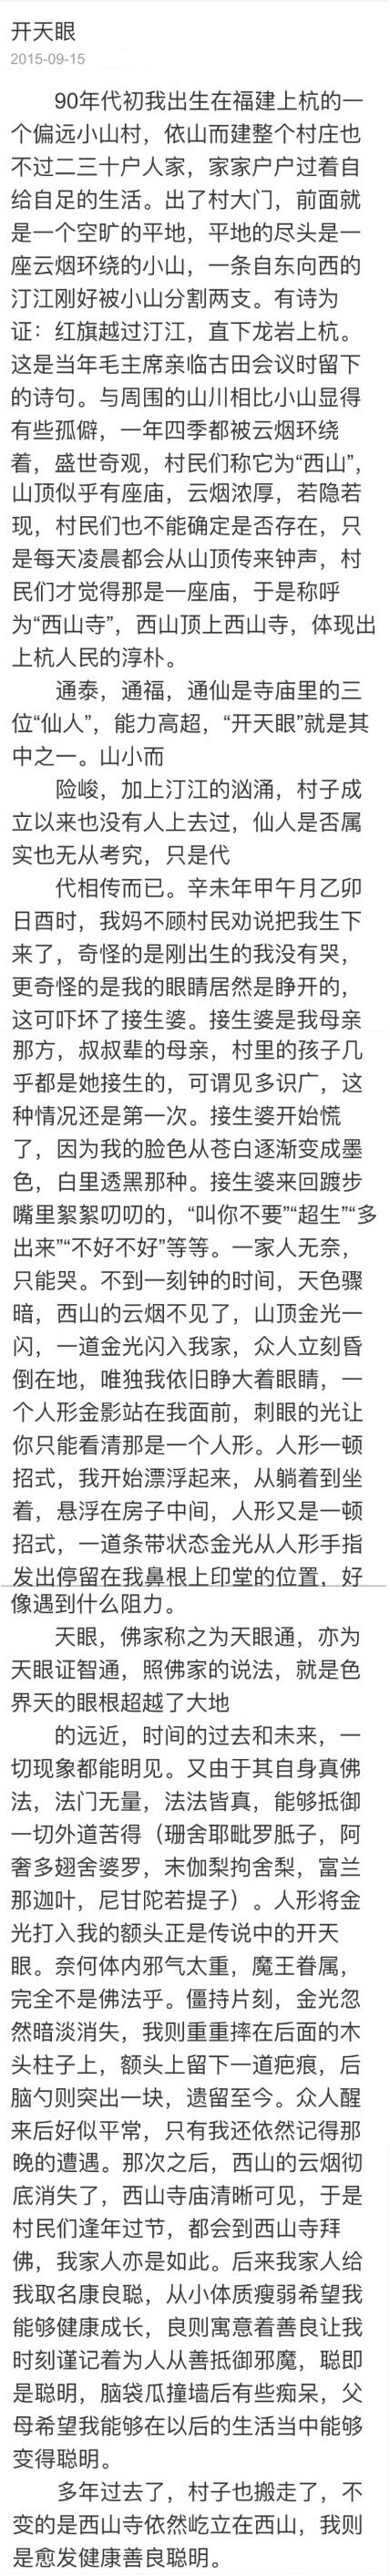 开天眼
2015-09-15
90年代初我出生在福建上杭的一
个偏远小山村，依山而建整个村庄也
不过二三十户人家，家家户户过着自
给自足的生活。出了村大门，前面就
是一个空旷的平地，平地的尽头是一
座云烟环绕的小山，一条自东向西的
汀江刚好被小山分割两支。有诗为
证：红旗越过汀江，直下龙岩上杭。
这是当年毛主席亲临古田会议时留下
的诗句。与周围的山川相比小山显得
有些孤僻，一年四季都被云烟环绕
着，盛世奇观，村民们称它为“西山”，
山顶似乎有座庙，云烟浓厚，若隐若
现，村民们也不能确定是否存在，只
是每天凌晨都会从山顶传来钟声，村
民们才觉得那是一座庙，于是称呼
为“西山寺”，西山顶上西山寺，体现出
上杭人民的淳朴。
通泰，通福，通仙是寺庙里的三
位“仙人”，能力高超，“开天眼”就是其
中之一。山小而
险峻，加上汀江的汹涌，村子成
立以来也没有人上去过，仙人是否属
实也无从考究，只是代
代相传而已。辛未年甲午月乙卯
日酉时，我妈不顾村民劝说把我生下
来了，奇怪的是刚出生的我没有哭，
更奇怪的是我的眼睛居然是睁开的，
这可吓坏了接生婆。接生婆是我母亲
那方，叔叔辈的母亲，村里的孩子几
乎都是她接生的，可谓见多识广，这
种情况还是第一次。接生婆开始慌
了，因为我的脸色从苍白逐渐变成墨
色，白里透黑那种。接生婆来回踱步
嘴里絮絮叨叨的，“叫你不要”“超生”“多
出来”“不好不好”等等。一家人无奈，
只能哭。不到一刻钟的时间，天色骤
暗，西山的云烟不见了，山顶金光一
闪，一道金光闪入我家，众人立刻昏
倒在地，唯独我依旧睁大着眼睛，一
个人形金影站在我面前，刺眼的光让
你只能看清那是一个人形。人形一顿
招式，我开始漂浮起来，从躺着到坐
着，悬浮在房子中间，人形又是一顿
招式，一道条带状态金光从人形手指
发出停留在我鼻根上印堂的位置，好
像遇到什么阻力。
天眼，佛家称之为天眼通，亦为
天眼证智通，照佛家的说法，就是色
界天的眼根超越了大地
的远近，时间的过去和未来，一
切现象都能明见。又由于其自身真佛
法，法门无量，法法皆真，能够抵御
一切外道苦得（珊舍耶毗罗胝子，阿
奢多翅舍婆罗，末伽梨拘舍梨，富兰
那迦叶，尼甘陀若提子）。人形将金
光打入我的额头正是传说中的开天
眼。奈何体内邪气太重，魔王眷属，
完全不是佛法乎。僵持片刻，金光忽
然暗淡消失，我则重重摔在后面的木
头柱子上，额头上留下一道疤痕，后
脑勺则突出一块，遗留至今。众人醒
来后好似平常，只有我还依然记得那
晚的遭遇。那次之后，西山的云烟彻
底消失了，西山寺庙清晰可见，于是
村民们逢年过节，都会到西山寺拜
佛，我家人亦是如此。后来我家人给
我取名康良聪，从小体质瘦弱希望我
能够健康成长，良则寓意着善良让我
时刻谨记着为人从善抵御邪魔，聪即
是聪明，脑袋瓜撞墙后有些痴呆，父
母希望我能够在以后的生活当中能够
变得聪明。
多年过去了，村子也搬走了，不
变的是西山寺依然屹立在西山，我则
是愈发健康善良聪明。